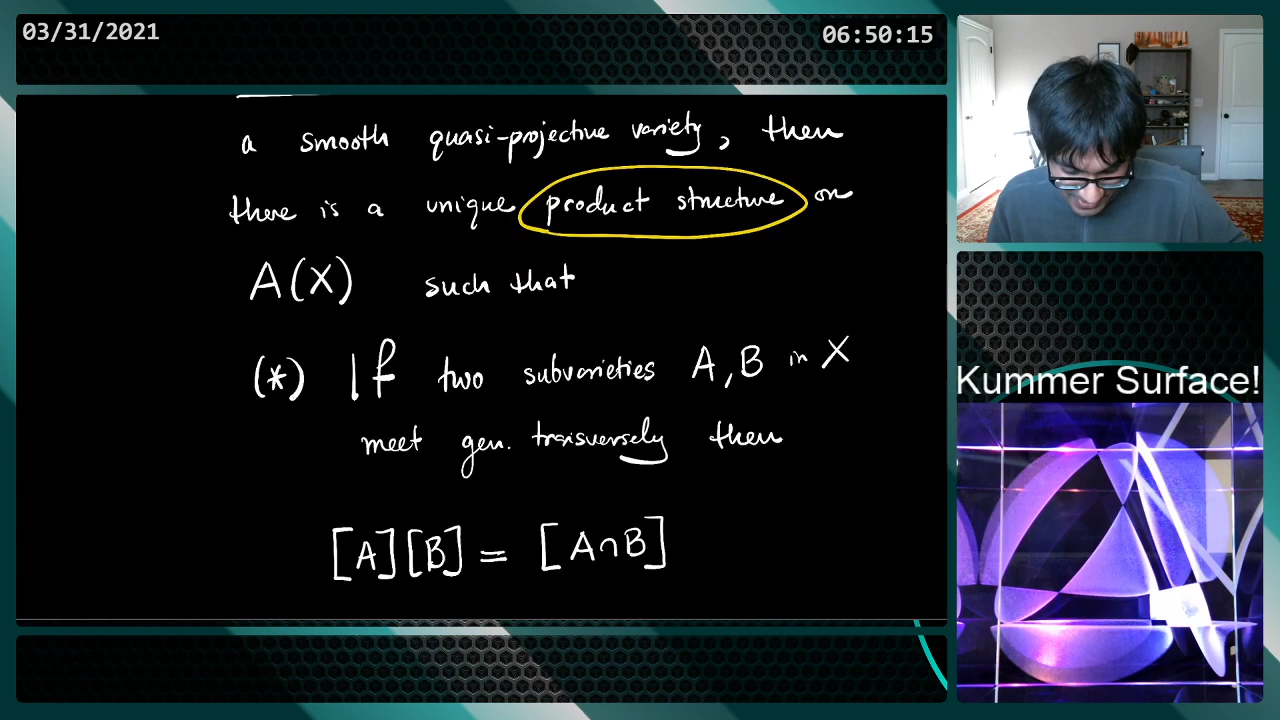 03/31/2021
06:50:15
a smooth quasi-projective variety, then
there is a unique product structure on
A(X) such that
(*) If two subvarieties A, B in X
meet gen. transversely then
[A][B] = [A∩B]
Kummer Surface!